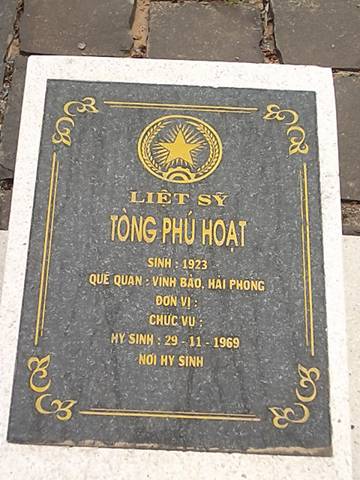 LIỆT SỸ
TÒNG PHÚ HOẠT
SINH : 1923
QUÊ QUÁN : VĨNH BẢO, HẢI PHONG
ĐƠN VỊ :
CHỨC VỤ :
HY SINH : 29 - 11 - 1969
NƠI HY SINH